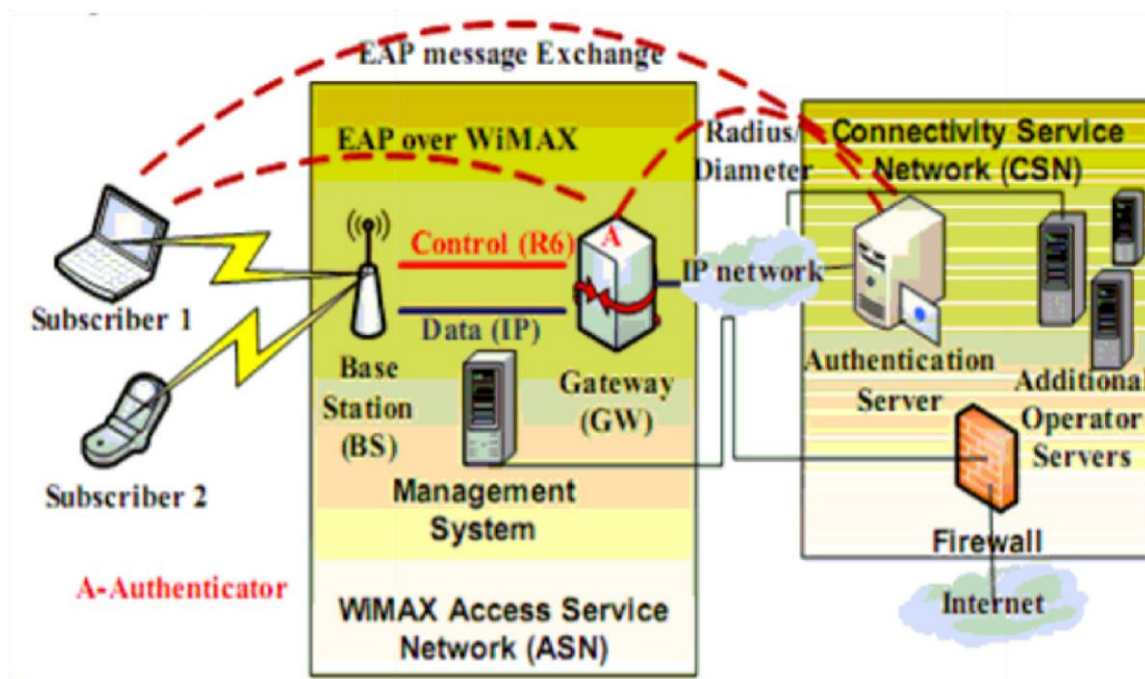 EAP message Exchange
EAP over WiMAX
Radius/
Diameter
Connectivity Service
Network (CSN)
Control (R6)
A
IP network
Data (IP)
Subscriber 1
Base
Station
(BS)
Gateway
(GW)
Authentication
Server
Additional
Operator
Servers
Subscriber 2
Management
System
Firewall
A-Authenticator
WiMAX Access Service
Network (ASN)
Internet